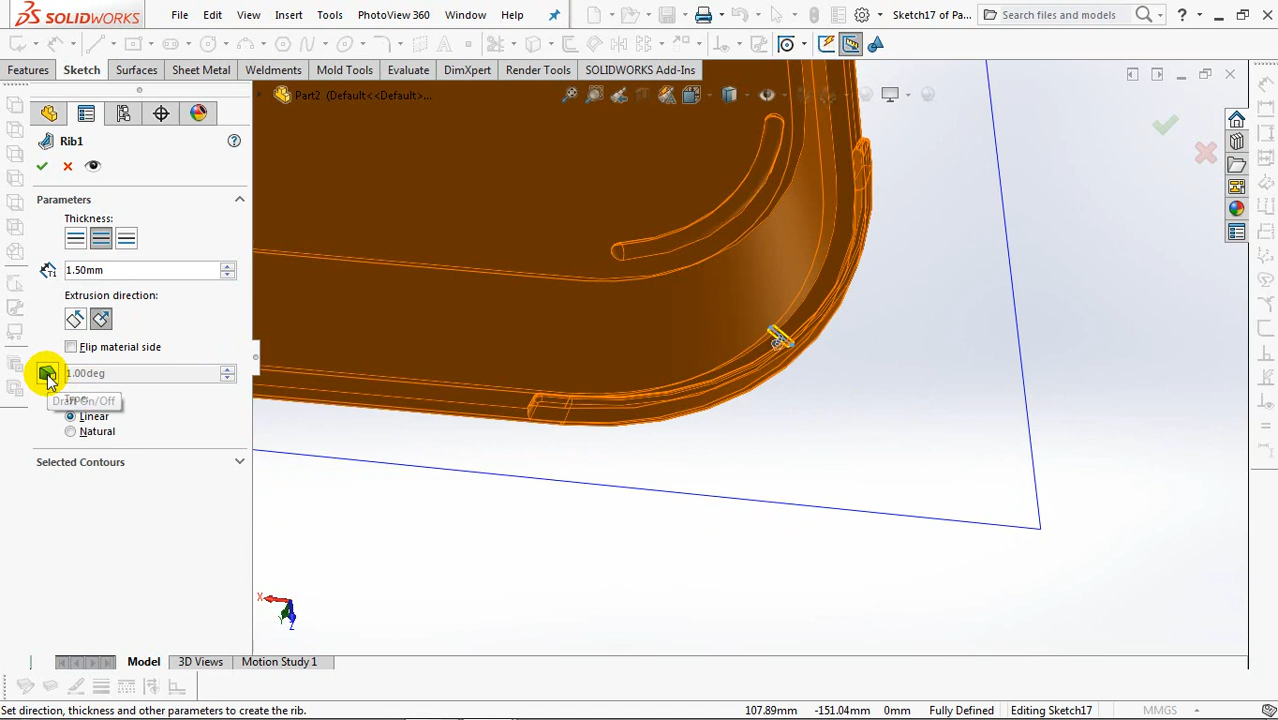 SOLIDWORKS File Edit View Insert Tools PhotoView 360 Window Help Sketch17 of Pa... Search files and models ?
Features Sketch Surfaces Sheet Metal Weldments Mold Tools Evaluate DimXpert Render Tools SOLIDWORKS Add-Ins
Part2 (Default<<Default>...
Rib1
Parameters
Thickness:
1.50mm
Extrusion direction:
Flip material side
1.00deg
Type:
Draft On/Off
Linear
Natural
Selected Contours
X
Y
Z
Model 3D Views Motion Study 1
Set direction, thickness and other parameters to create the rib. 107.89mm -151.04mm 0mm Fully Defined Editing Sketch17 MMGS